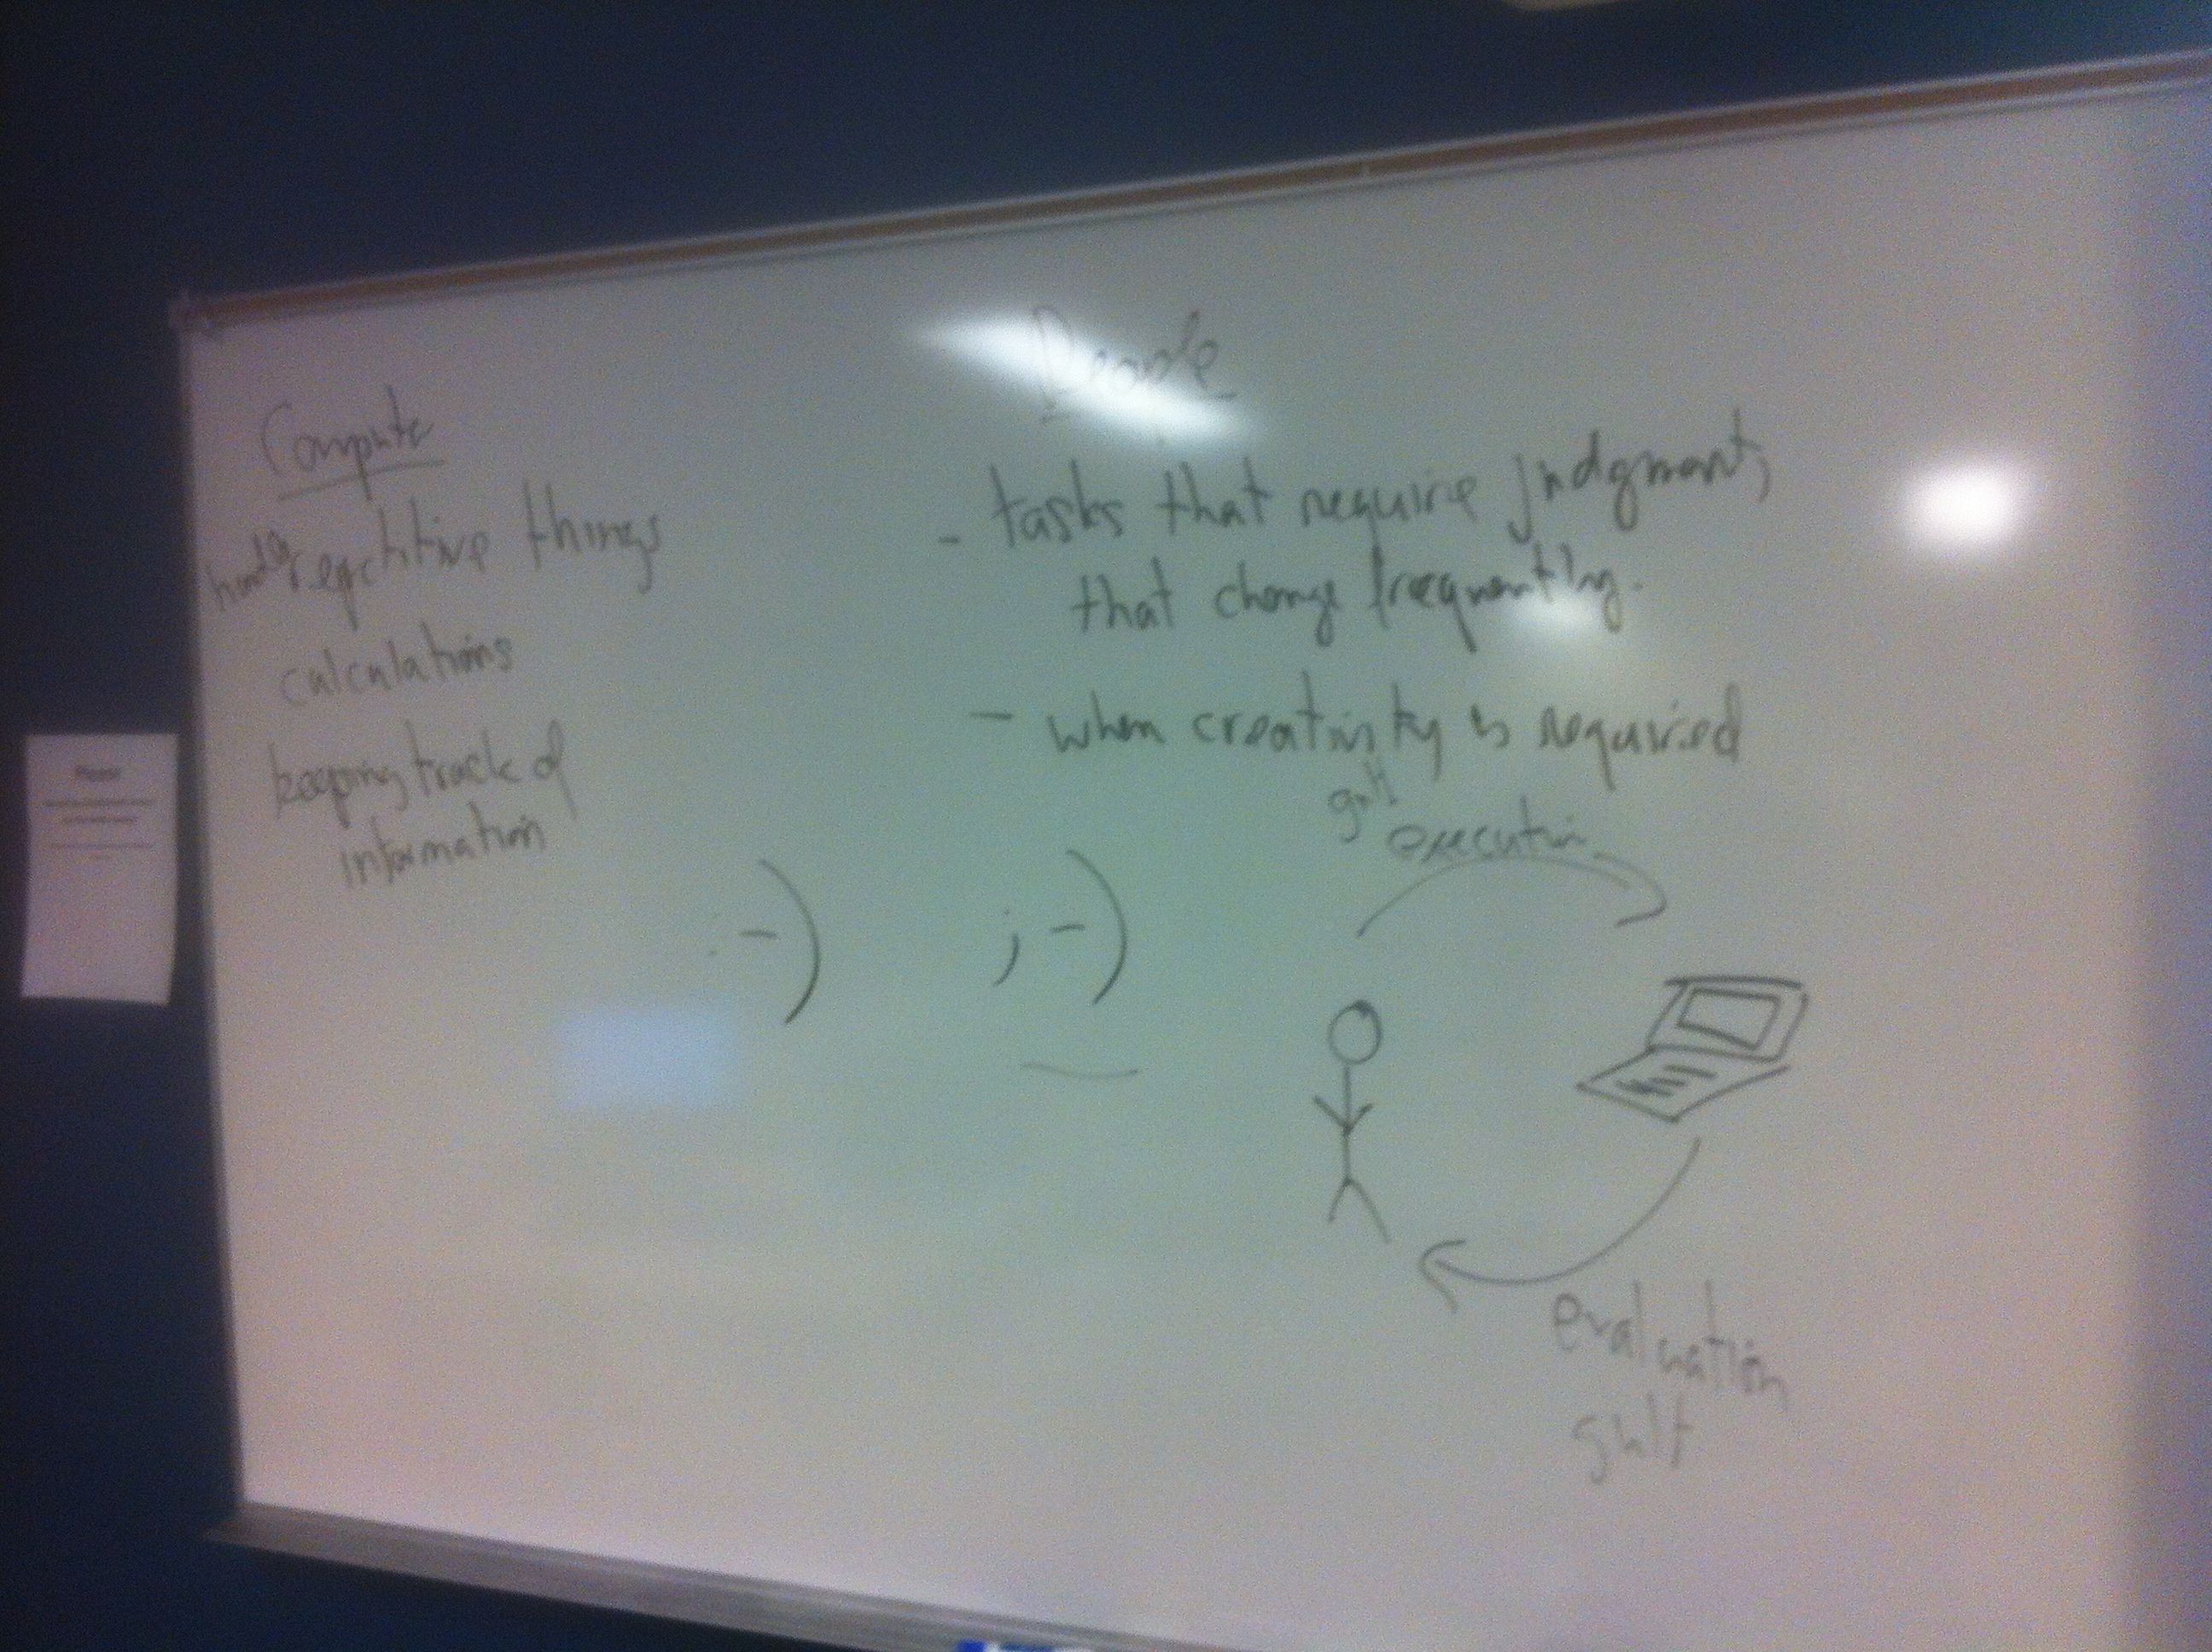 People
Compute
handle repetitive things
calculations
keeping track of
information
- tasks that require judgment,
that change frequently.
- when creativity is required
gulf
execution
:-)
;-)
evaluation
gulf